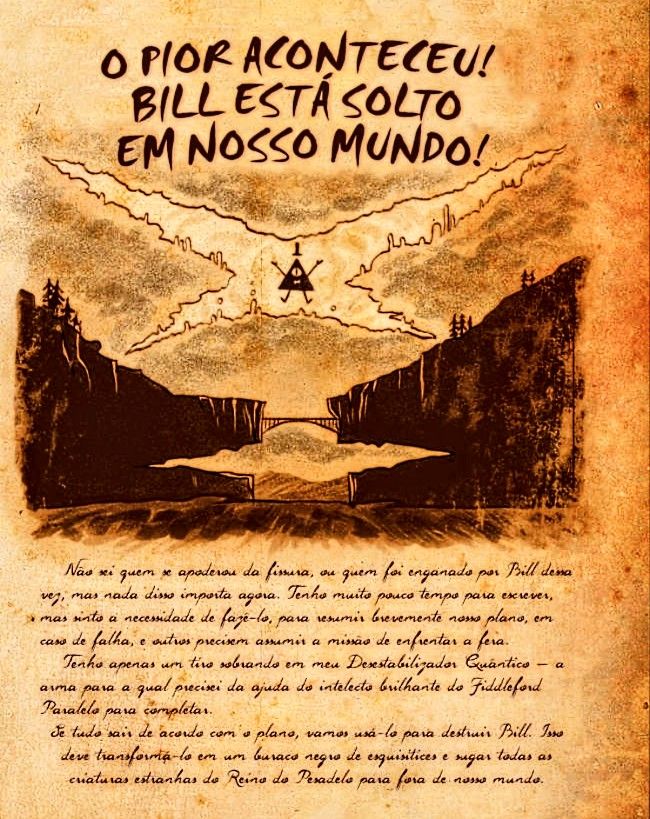 O PIOR ACONTECEU!
BILL ESTÁ SOLTO
EM NOSSO MUNDO!
Não sei quem se apoderou da fissura, ou quem foi enganado por Bill dessa
vez, mas nada disso importa agora. Tenho muito pouco tempo para escrever,
mas sinto a necessidade de fazê-lo, para resumir brevemente nosso plano, em
caso de falha, e outros precisem assumir a missão de enfrentar a fera.
Tenho apenas um tiro sobrando em meu Desestabilizador Quântico — a
arma para a qual precisei da ajuda do intelecto brilhante do Fiddleford
Paralelo para completar.
Se tudo sair de acordo com o plano, vamos usá-lo para destruir Bill. Isso
deve transformá-lo em um buraco negro de esquisitices e sugar todas as
criaturas estranhas do Reino do Pesadelo para fora de nosso mundo.